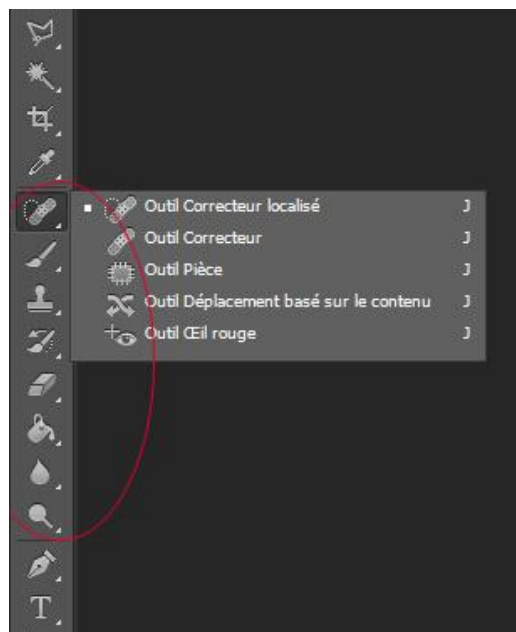 Outil Correcteur localisé J
Outil Correcteur J
Outil Pièce J
Outil Déplacement basé sur le contenu J
Outil Œil rouge J
T